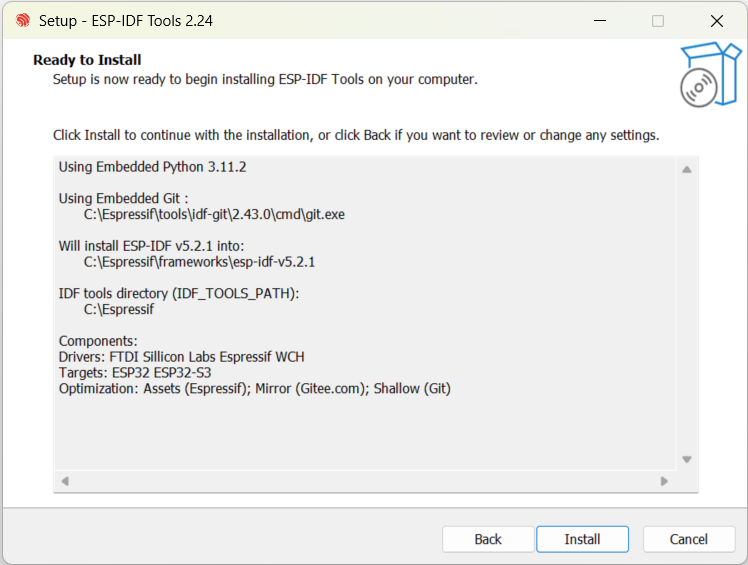 Setup - ESP-IDF Tools 2.24
Ready to Install
Setup is now ready to begin installing ESP-IDF Tools on your computer.
Click Install to continue with the installation, or click Back if you want to review or change any settings.
Using Embedded Python 3.11.2
Using Embedded Git :
C:\Espressif\tools\idf-git\2.43.0\cmd\git.exe
Will install ESP-IDF v5.2.1 into:
C:\Espressif\frameworks\esp-idf-v5.2.1
IDF tools directory (IDF_TOOLS_PATH):
C:\Espressif
Components:
Drivers: FTDI Sillicon Labs Espressif WCH
Targets: ESP32 ESP32-S3
Optimization: Assets (Espressif); Mirror (Gitee.com); Shallow (Git)
Back Install Cancel